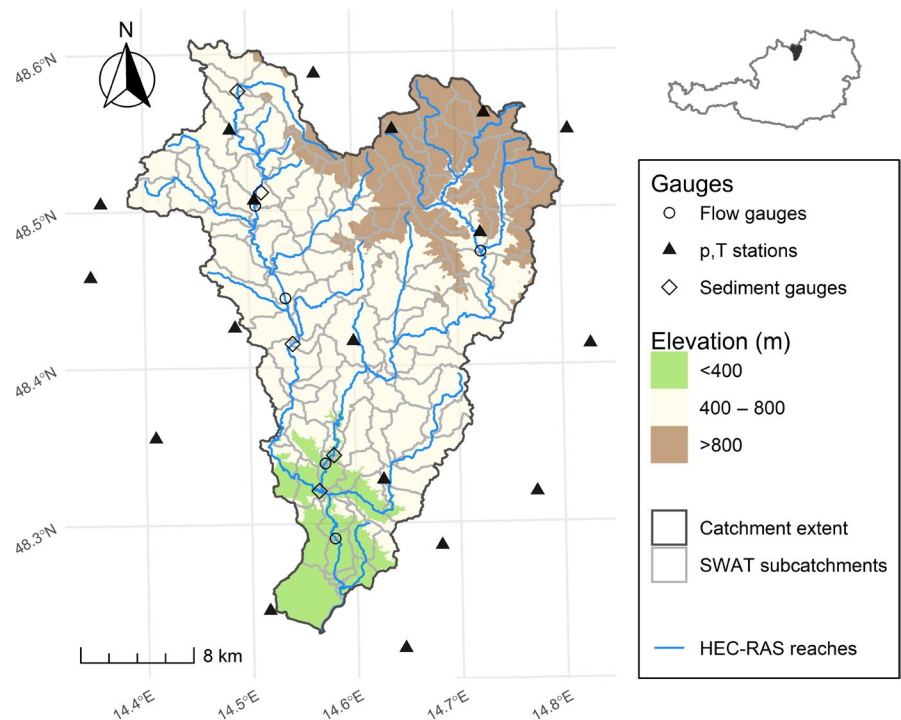 N
48.6°N
48.5°N
48.4°N
48.3°N
8 km
14.4°E
14.5°E
14.6°E
14.7°E
14.8°E
Gauges
Flow gauges
p,T stations
Sediment gauges
Elevation (m)
<400
400 – 800
>800
Catchment extent
SWAT subcatchments
HEC-RAS reaches